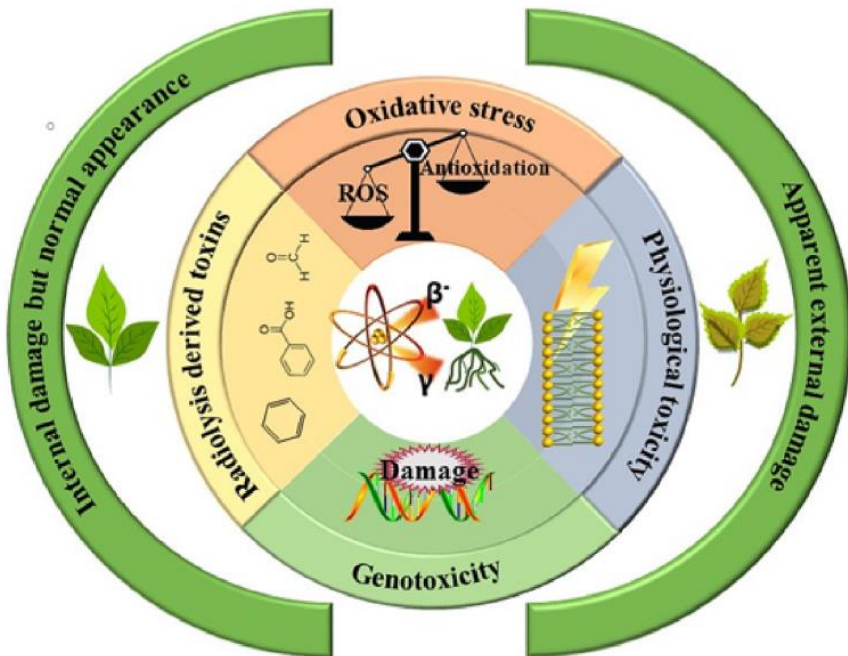 Internal damage but normal appearance
Oxidative stress
ROS
Antioxidation
Radiolysis derived toxins
O
H
H
O
OH
β-
γ
Physiological toxicity
Damage
Genotoxicity
Apparent external damage